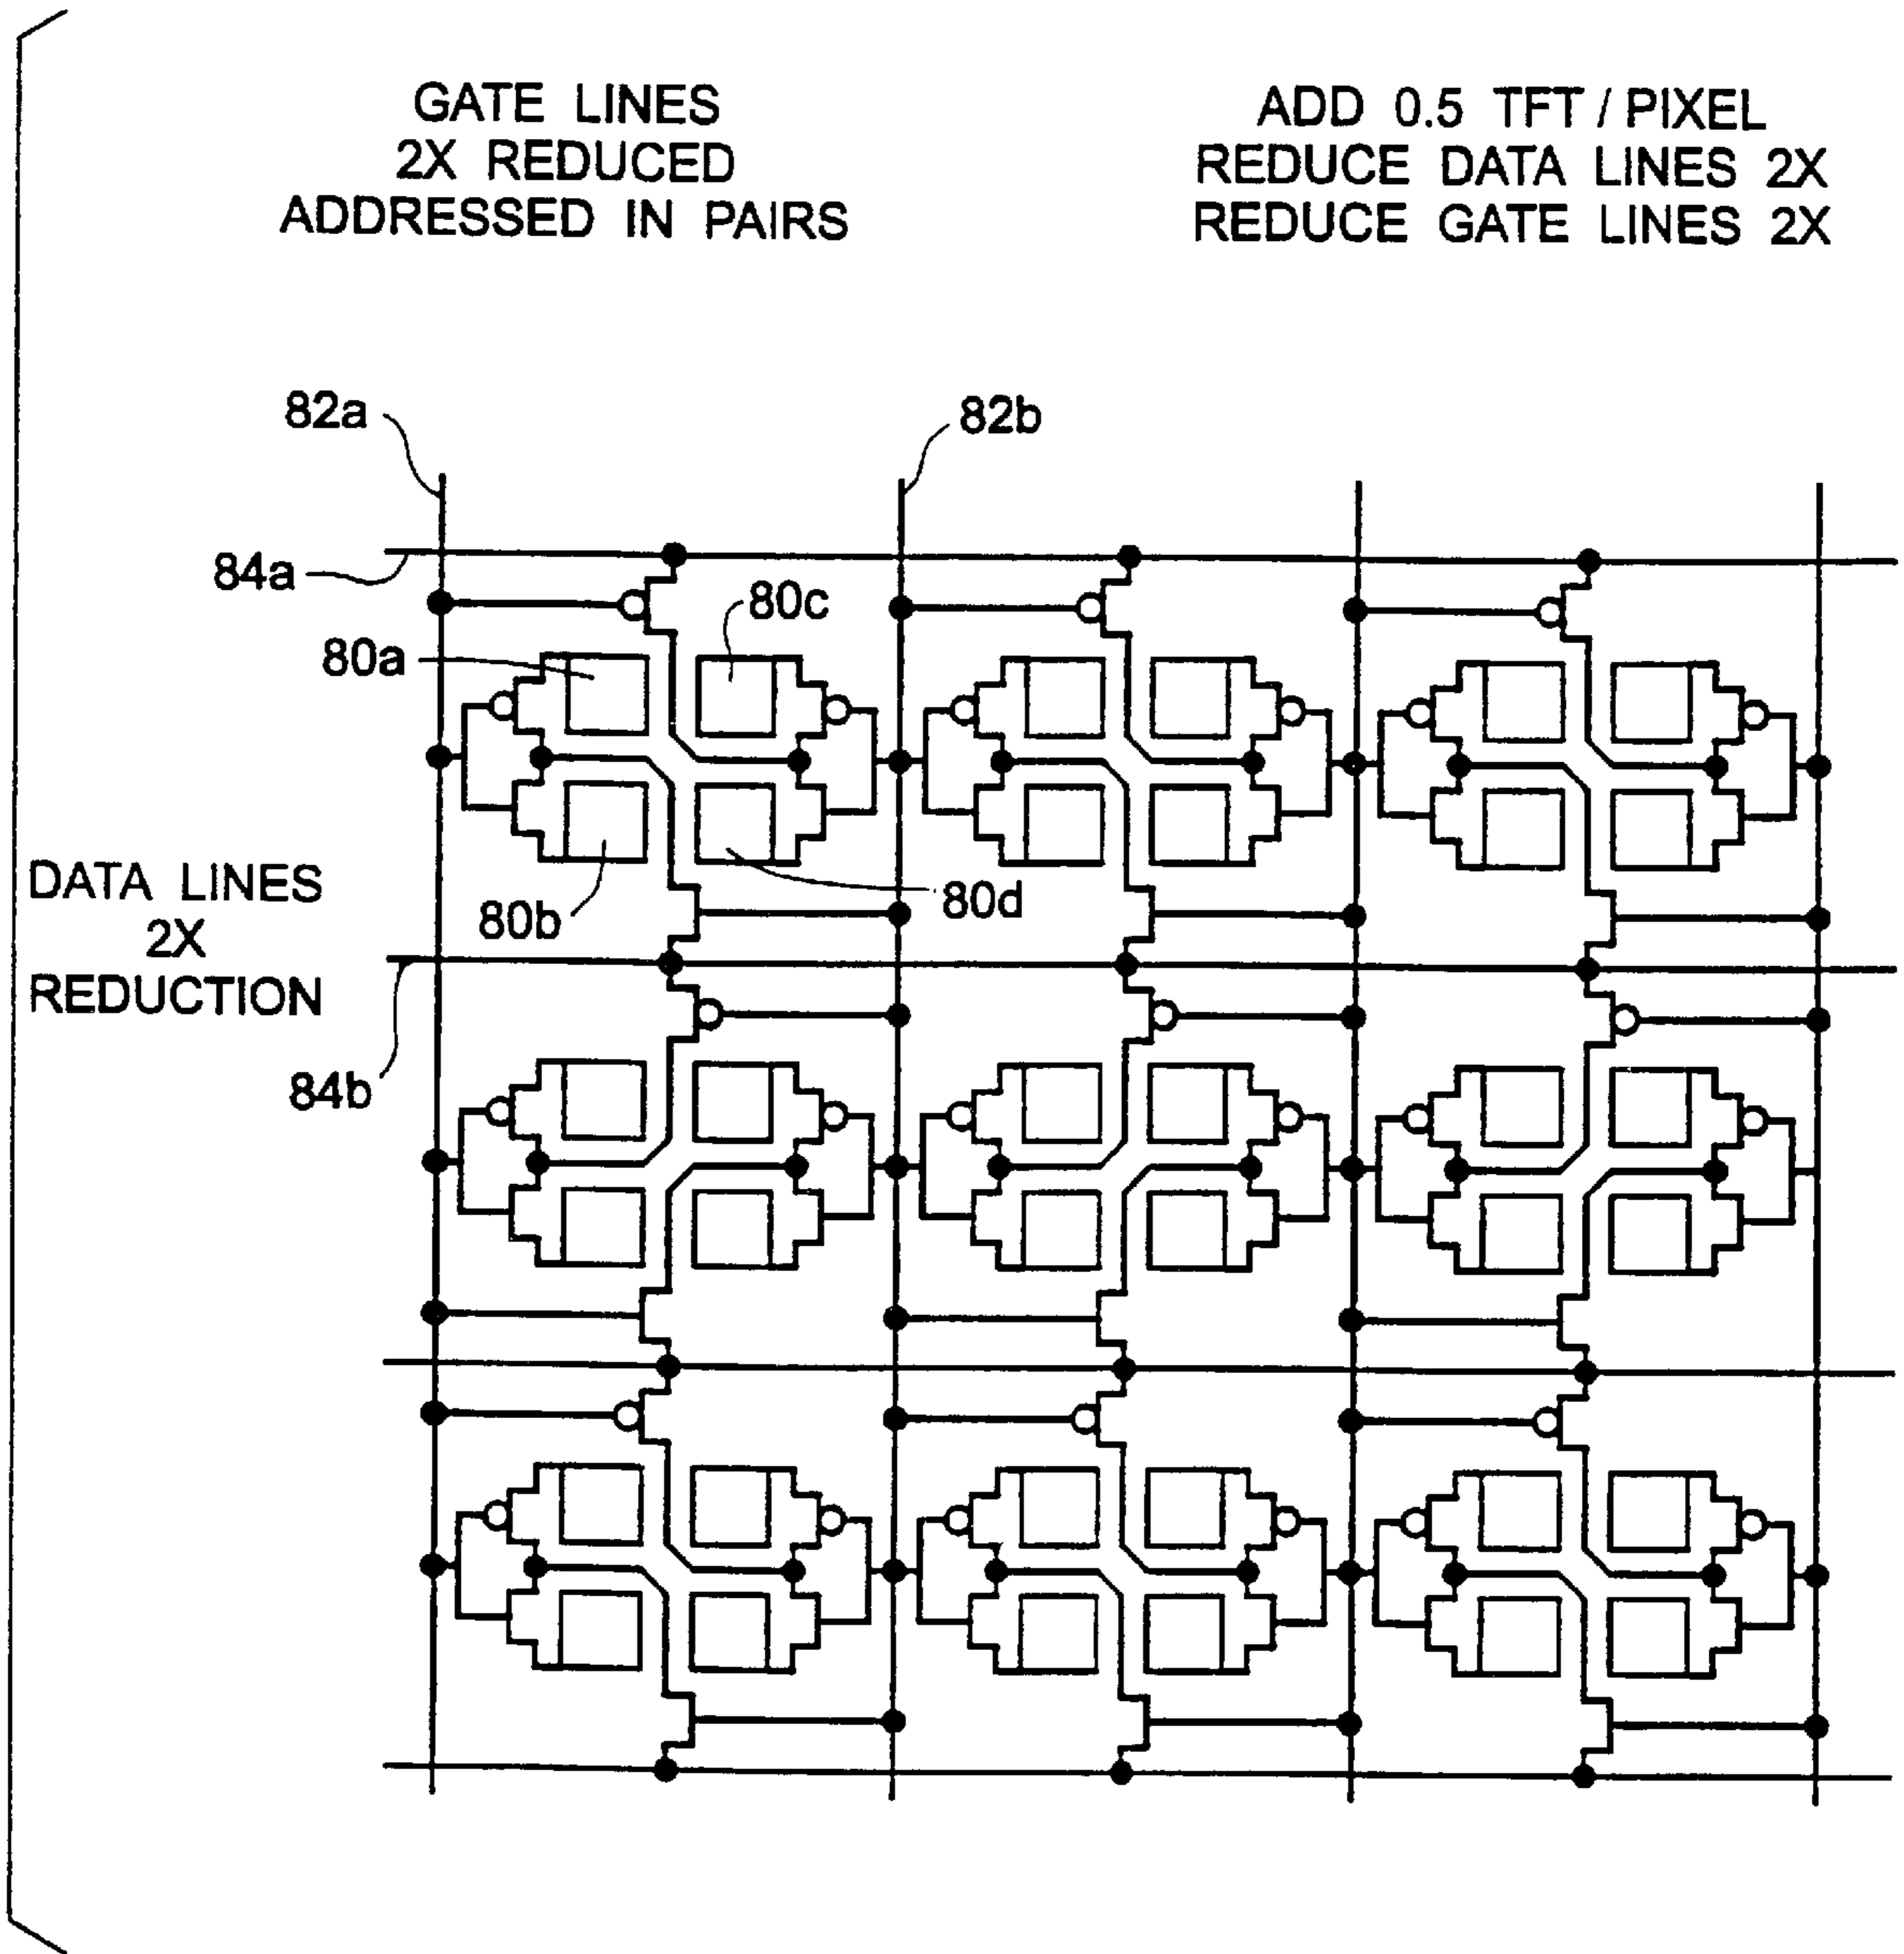 GATE LINES
2X REDUCED
ADDRESSED IN PAIRS
ADD 0.5 TFT / PIXEL
REDUCE DATA LINES 2X
REDUCE GATE LINES 2X
82a
82b
84a
80c
80a
DATA LINES
2X
REDUCTION
80b
80d
84b